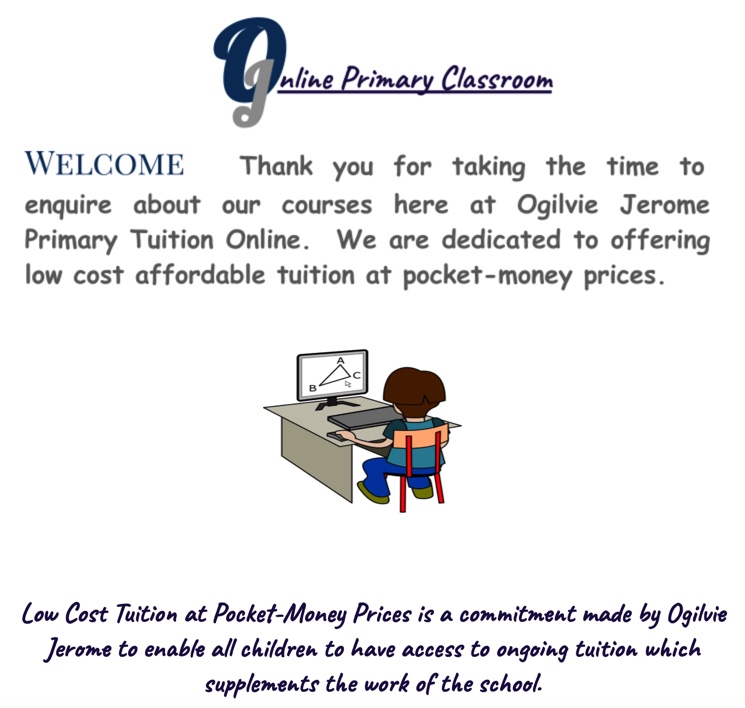 Online Primary Classroom
WELCOME Thank you for taking the time to
enquire about our courses here at Ogilvie Jerome
Primary Tuition Online. We are dedicated to offering
low cost affordable tuition at pocket-money prices.
A
B C
Low Cost Tuition at Pocket-Money Prices is a commitment made by Ogilvie
Jerome to enable all children to have access to ongoing tuition which
supplements the work of the school.